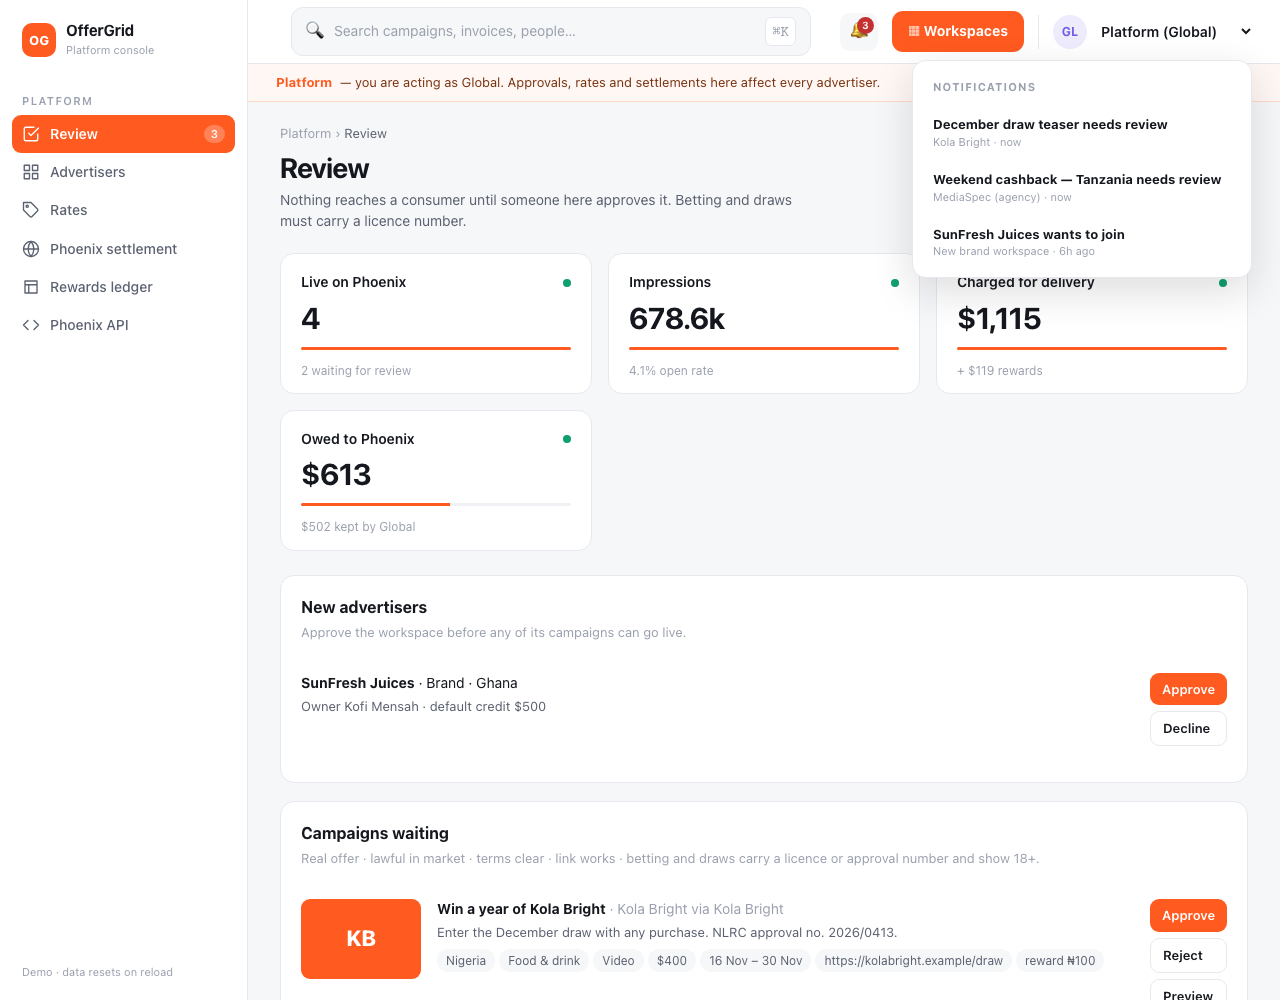 OG
OfferGrid
Platform console
PLATFORM
Review 3
Advertisers
Rates
Phoenix settlement
Rewards ledger
Phoenix API
Demo · data resets on reload
Search campaigns, invoices, people...
⌘K
3
Workspaces
GL
Platform (Global)
Platform — you are acting as Global. Approvals, rates and settlements here affect every advertiser.
NOTIFICATIONS
December draw teaser needs review
Kola Bright · now
Weekend cashback — Tanzania needs review
MediaSpec (agency) · now
SunFresh Juices wants to join
New brand workspace · 6h ago
Platform › Review
Review
Nothing reaches a consumer until someone here approves it. Betting and draws
must carry a licence number.
Live on Phoenix
4
2 waiting for review
Impressions
678.6k
4.1% open rate
Charged for delivery
$1,115
+ $119 rewards
Owed to Phoenix
$613
$502 kept by Global
New advertisers
Approve the workspace before any of its campaigns can go live.
SunFresh Juices · Brand · Ghana
Owner Kofi Mensah · default credit $500
Approve
Decline
Campaigns waiting
Real offer · lawful in market · terms clear · link works · betting and draws carry a licence or approval number and show 18+.
KB
Win a year of Kola Bright · Kola Bright via Kola Bright
Enter the December draw with any purchase. NLRC approval no. 2026/0413.
Nigeria Food & drink Video $400 16 Nov – 30 Nov https://kolabright.example/draw reward ₦100
Approve
Reject
Preview